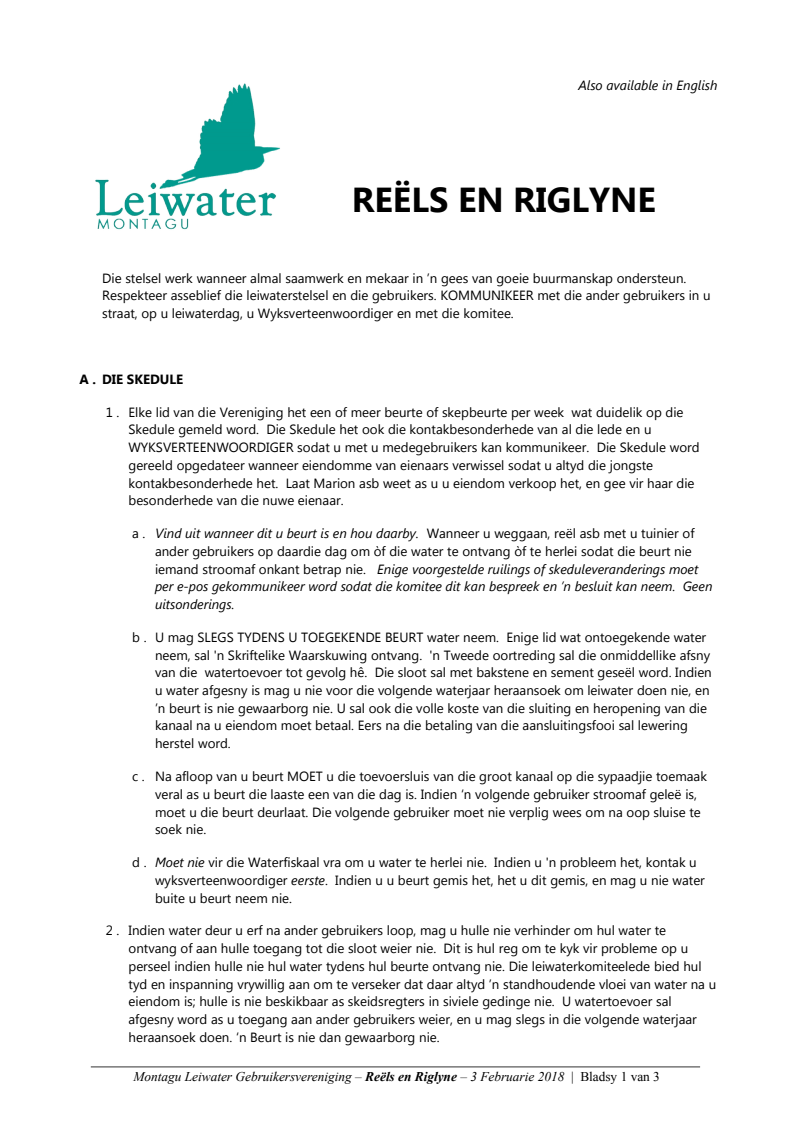 Also available in English
Leiwater
MONTAGU
REËLS EN RIGLYNE
Die stelsel werk wanneer almal saamwerk en mekaar in 'n gees van goeie buurmanskap ondersteun.
Respekteer asseblief die leiwaterstelsel en die gebruikers. KOMMUNIKEER met die ander gebruikers in u
straat, op u leiwaterdag, u Wyksverteenwoordiger en met die komitee.
A . DIE SKEDULE
1 . Elke lid van die Vereniging het een of meer beurte of skepbeurte per week wat duidelik op die
Skedule gemeld word. Die Skedule het ook die kontakbesonderhede van al die lede en u
WYKSVERTEENWOORDIGER sodat u met u medegebruikers kan kommunikeer. Die Skedule word
gereeld opgedateer wanneer eiendomme van eienaars verwissel sodat u altyd die jongste
kontakbesonderhede het. Laat Marion asb weet as u u eiendom verkoop het, en gee vir haar die
besonderhede van die nuwe eienaar.
a . Vind uit wanneer dit u beurt is en hou daarby. Wanneer u weggaan, reël asb met u tuinier of
ander gebruikers op daardie dag om òf die water te ontvang òf te herlei sodat die beurt nie
iemand stroomaf onkant betrap nie. Enige voorgestelde ruilings of skeduleveranderings moet
per e-pos gekommunikeer word sodat die komitee dit kan bespreek en 'n besluit kan neem. Geen
uitsonderings.
b . U mag SLEGS TYDENS U TOEGEKENDE BEURT water neem. Enige lid wat ontoegekende water
neem, sal 'n Skriftelike Waarskuwing ontvang. 'n Tweede oortreding sal die onmiddellike afsny
van die watertoevoer tot gevolg hê. Die sloot sal met bakstene en sement geseël word. Indien
u water afgesny is mag u nie voor die volgende waterjaar heraansoek om leiwater doen nie, en
'n beurt is nie gewaarborg nie. U sal ook die volle koste van die sluiting en heropening van die
kanaal na u eiendom moet betaal. Eers na die betaling van die aansluitingsfooi sal lewering
herstel word.
c . Na afloop van u beurt MOET u die toevoersluis van die groot kanaal op die sypaadjie toemaak
veral as u beurt die laaste een van die dag is. Indien 'n volgende gebruiker stroomaf geleë is,
moet u die beurt deurlaat. Die volgende gebruiker moet nie verplig wees om na oop sluise te
soek nie.
d . Moet nie vir die Waterfiskaal vra om u water te herlei nie. Indien u 'n probleem het, kontak u
wyksverteenwoordiger eerste. Indien u u beurt gemis het, het u dit gemis, en mag u nie water
buite u beurt neem nie.
2 . Indien water deur u erf na ander gebruikers loop, mag u hulle nie verhinder om hul water te
ontvang of aan hulle toegang tot die sloot weier nie. Dit is hul reg om te kyk vir probleme op u
perseel indien hulle nie hul water tydens hul beurte ontvang nie. Die leiwaterkomiteelede bied hul
tyd en inspanning vrywillig aan om te verseker dat daar altyd 'n standhoudende vloei van water na u
eiendom is; hulle is nie beskikbaar as skeidsregters in siviele gedinge nie. U watertoevoer sal
afgesny word as u toegang aan ander gebruikers weier, en u mag slegs in die volgende waterjaar
heraansoek doen. 'n Beurt is nie dan gewaarborg nie.
Montagu Leiwater Gebruikersvereniging – Reëls en Riglyne – 3 Februarie 2018 | Bladsy 1 van 3